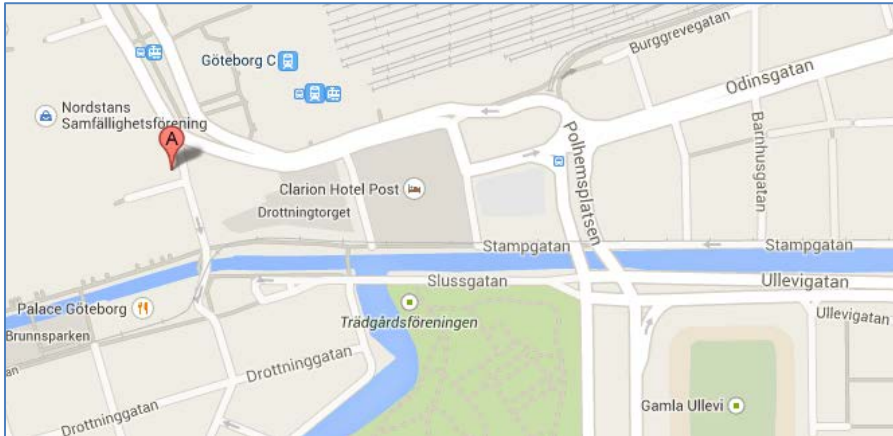 Burggrevegatan
Göteborg C
Odinsgatan
Nordstans
Samfällighetsförening
A
Barnhusgatan
Polhemsplatsen
Clarion Hotel Post
Drottningtorget
Stampgatan
Stampgatan
Slussgatan
Ullevigatan
Palace Göteborg
Trädgårdsföreningen
Ullevigatan
Brunnsparken
Drottninggatan
an
Gamla Ullevi
Drottninggatan